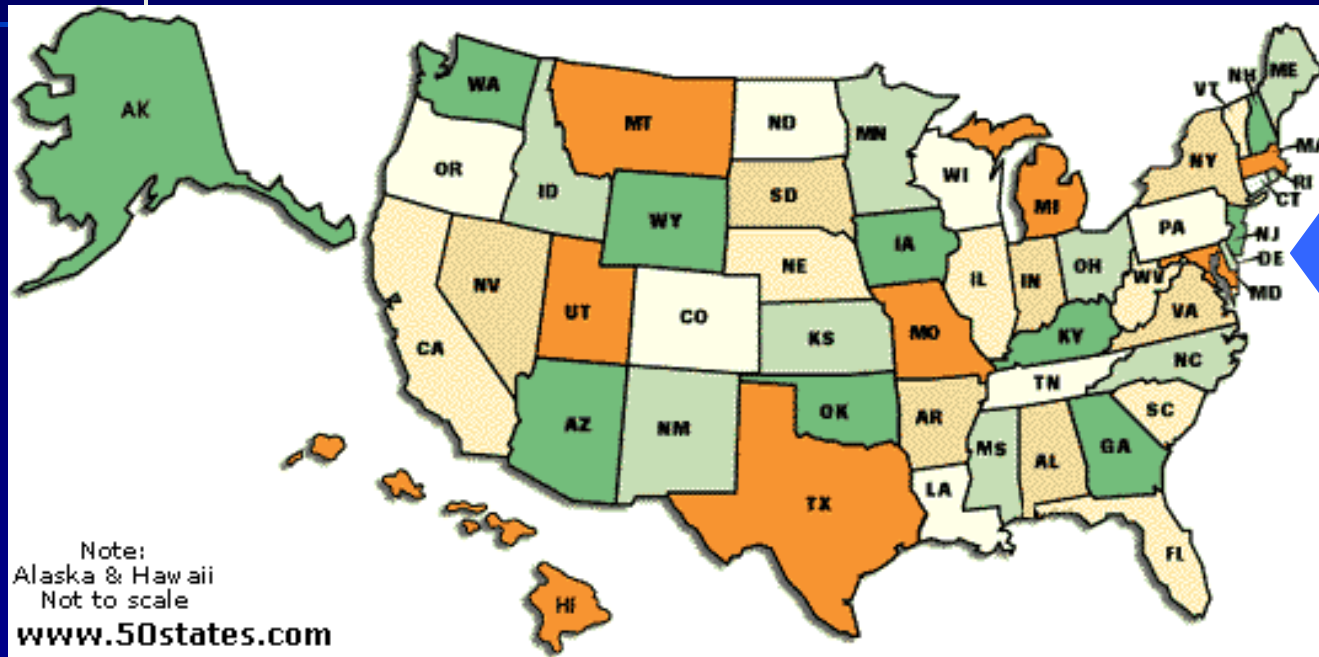 AK
WA
MT
ND
MN
VT
NH
ME
OR
ID
SD
WI
NY
MA
WY
MI
RI
CT
IA
PA
NJ
NV
NE
IL
IN
OH
DE
UT
CO
WV
MD
CA
KS
MO
KY
VA
NC
TN
AZ
NM
OK
AR
SC
Ms
AL
GA
TX
LA
FL
HI
Note:
Alaska & Hawaii
Not to scale
www.50states.com